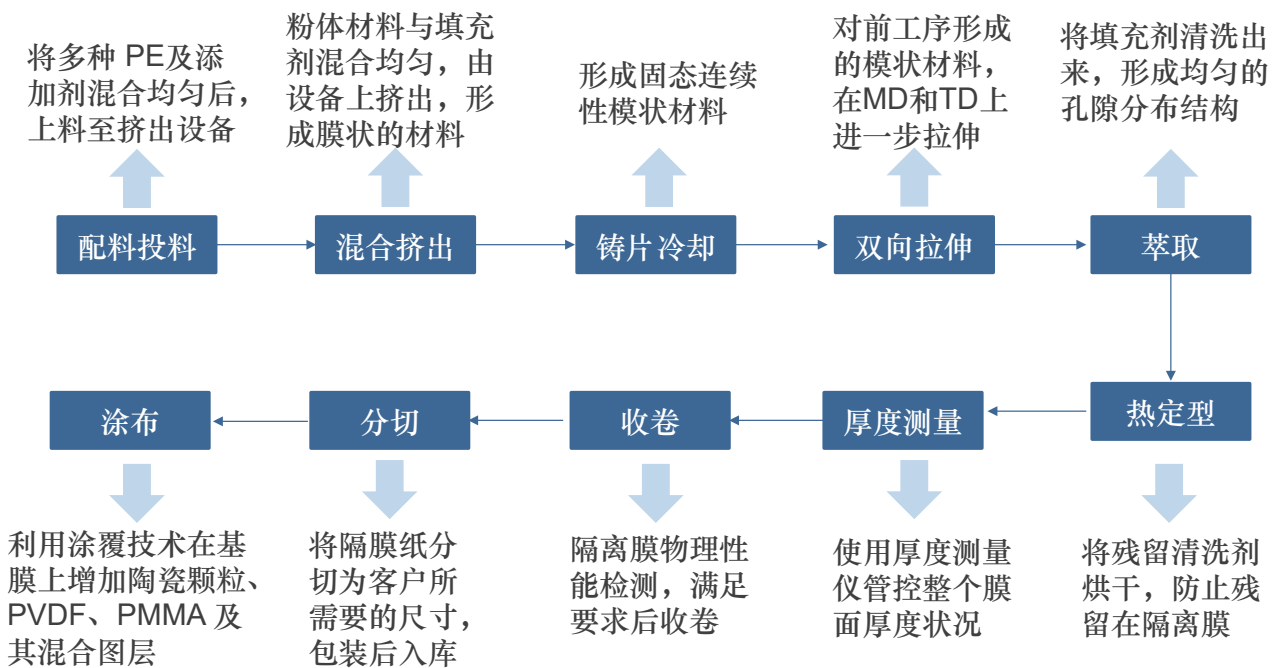 将多种 PE及添
加剂混合均匀后，
上料至挤出设备
粉体材料与填充
剂混合均匀，由
设备上挤出，形
成膜状的材料
形成固态连续
性模状材料
对前工序形成
的模状材料，
在MD和TD上
进一步拉伸
将填充剂清洗出
来，形成均匀的
孔隙分布结构
配料投料
混合挤出
铸片冷却
双向拉伸
萃取
涂布
分切
收卷
厚度测量
热定型
利用涂覆技术在基
膜上增加陶瓷颗粒、
PVDF、PMMA 及
其混合图层
将隔膜纸分
切为客户所
需要的尺寸，
包装后入库
隔离膜物理性
能检测，满足
要求后收卷
使用厚度测量
仪管控整个膜
面厚度状况
将残留清洗剂
烘干，防止残
留在隔离膜